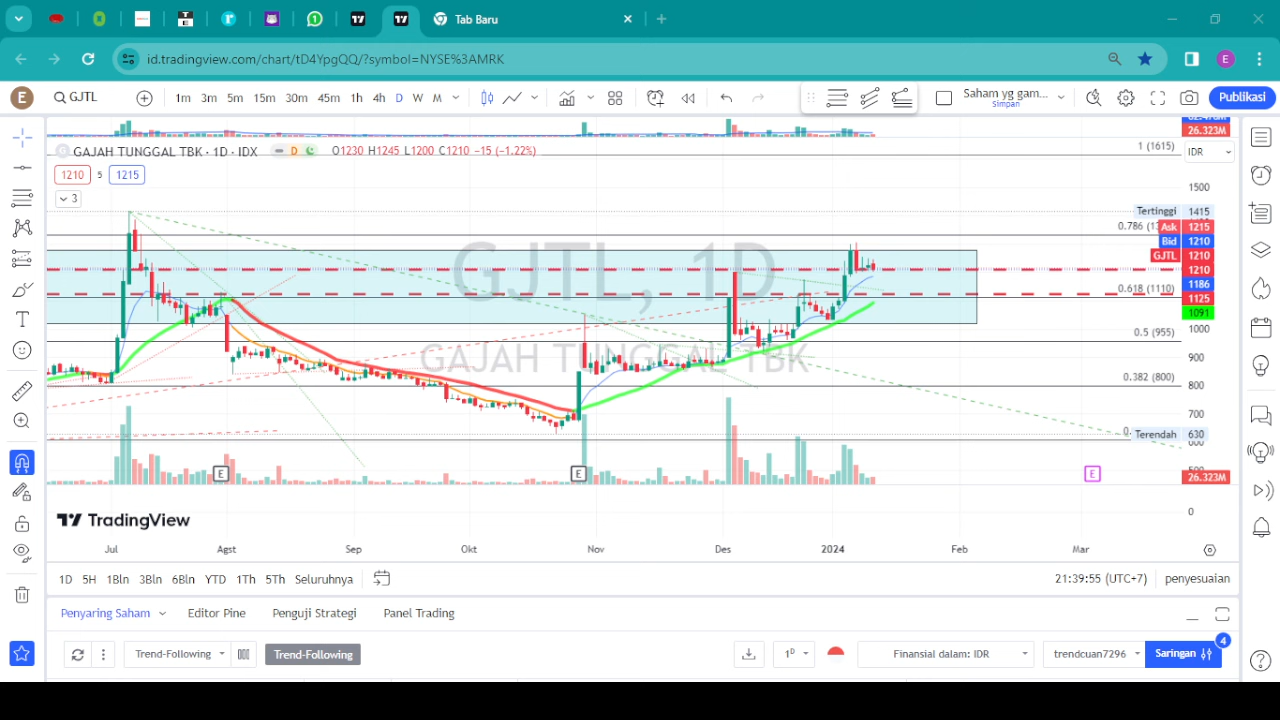 Tab Baru
id.tradingview.com/chart/tD4YpgQQ/?symbol=NYSE%3AMRK
E
E GJTL 1m 3m 5m 15m 30m 45m 1h 4h D W M Saham yg gam... Simpan Publikasi
26.323M
GAJAH TUNGGAL TBK · 1D · IDX D O1230 H1245 L1200 C1210 −15 (−1.22%)
1 (1615) IDR
1210 5 1215
3
1500
Tertinggi 1415
Ask 1215
Bid 1210
GJTL 1210
1210
1186
0.618 (1110) 1125
1091
1000
0.5 (955)
900
0.382 (800) 800
700
Terendah 630
600
26.323M
0
GJTL, 1D
GAJAH TUNGGAL TBK
E E E
TradingView
Jul Agst Sep Okt Nov Des 2024 Feb Mar
1D 5H 1Bln 3Bln 6Bln YTD 1Th 5Th Seluruhnya 21:39:55 (UTC+7) penyesuaian
Penyaring Saham Editor Pine Penguji Strategi Panel Trading
Trend-Following Trend-Following 1D Finansial dalam: IDR trendcuan7296 Saringan 4